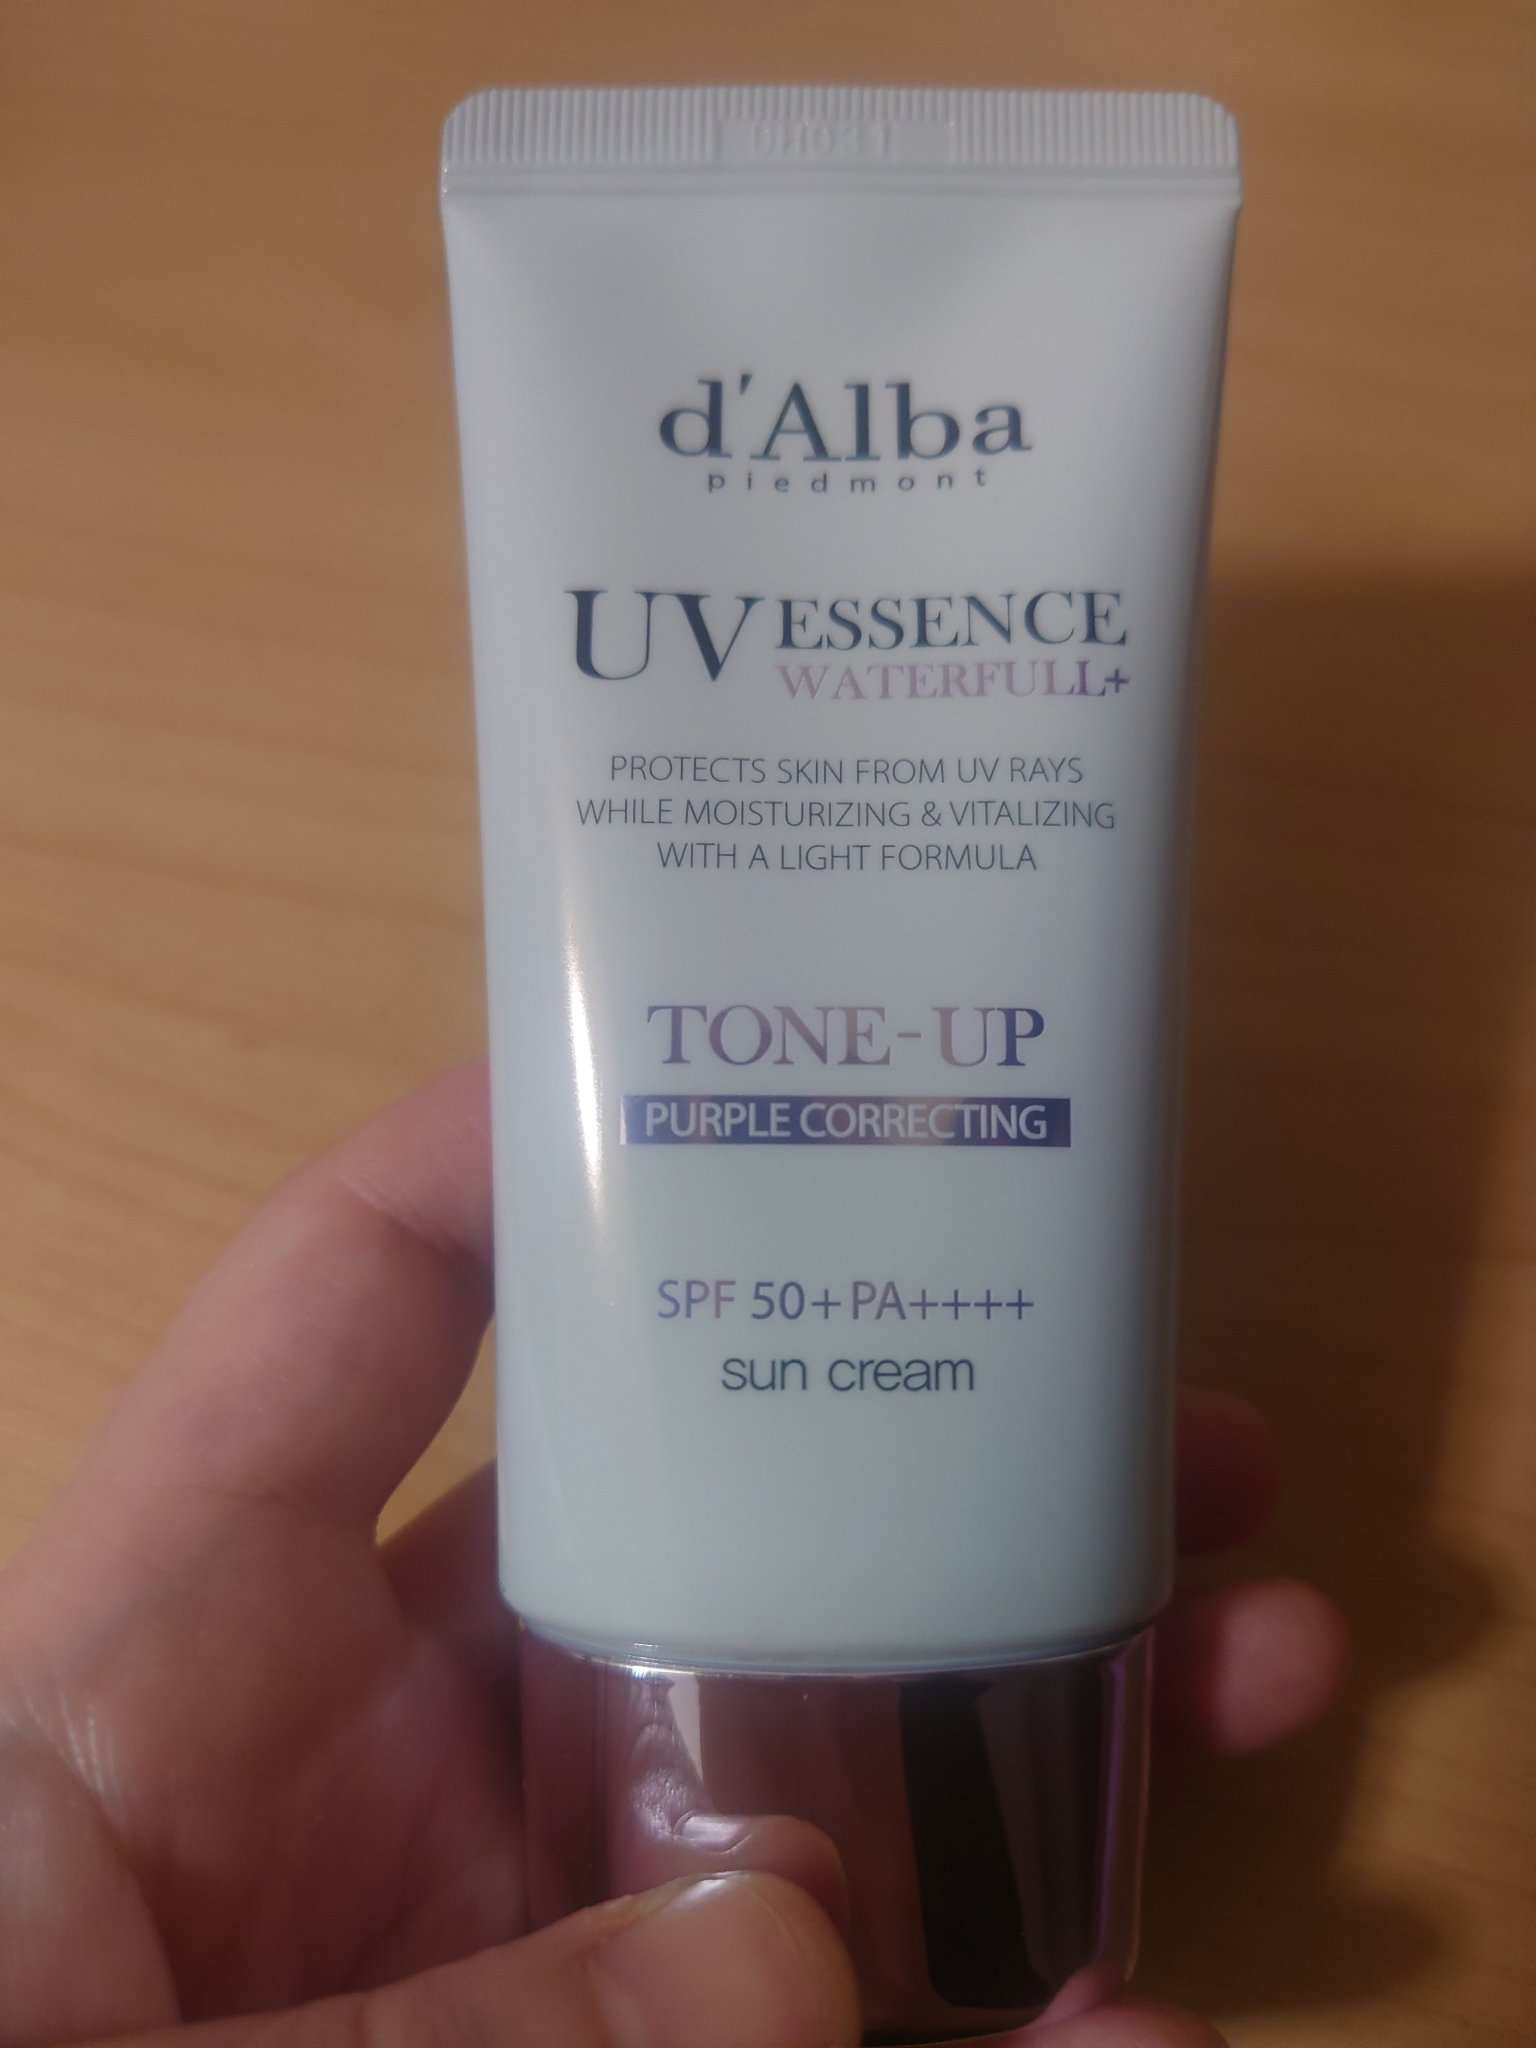 d'Alba
piedmont
UV ESSENCE
WATERFULL+
PROTECTS SKIN FROM UV RAYS
WHILE MOISTURIZING & VITALIZING
WITH A LIGHT FORMULA
TONE-UP
PURPLE CORRECTING
SPF 50+ PA++++
sun cream